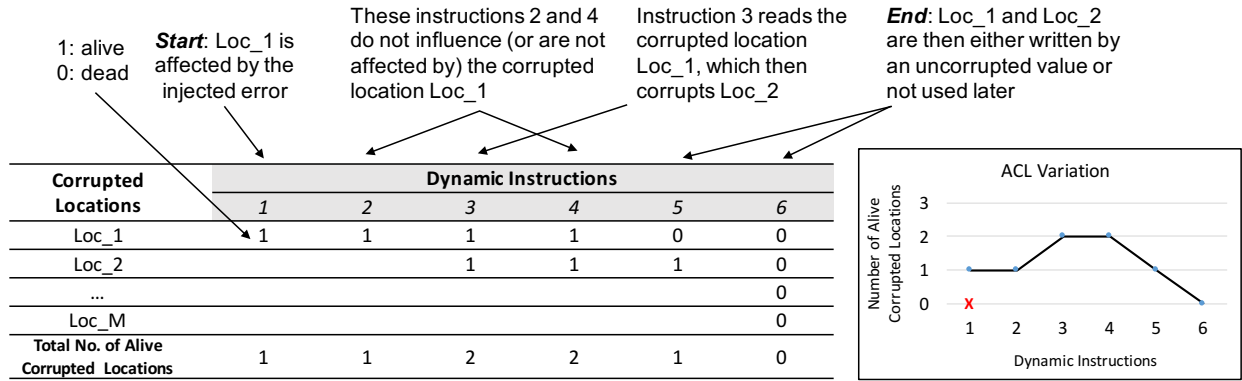 1: alive
0: dead
Start: Loc_1 is
affected by the
injected error
These instructions 2 and 4
do not influence (or are not
affected by) the corrupted
location Loc_1
Instruction 3 reads the
corrupted location
Loc_1, which then
corrupts Loc_2
End: Loc_1 and Loc_2
are then either written by
an uncorrupted value or
not used later
Corrupted
Locations
Dynamic Instructions
1 2 3 4 5 6
Loc_1 1 1 1 1 0 0
Loc_2 1 1 1 0
... 0
Loc_M 0
Total No. of Alive
Corrupted Locations
1 1 2 2 1 0
ACL Variation
Number of Alive
Corrupted Locations
3
2
1
0
X
1 2 3 4 5 6
Dynamic Instructions